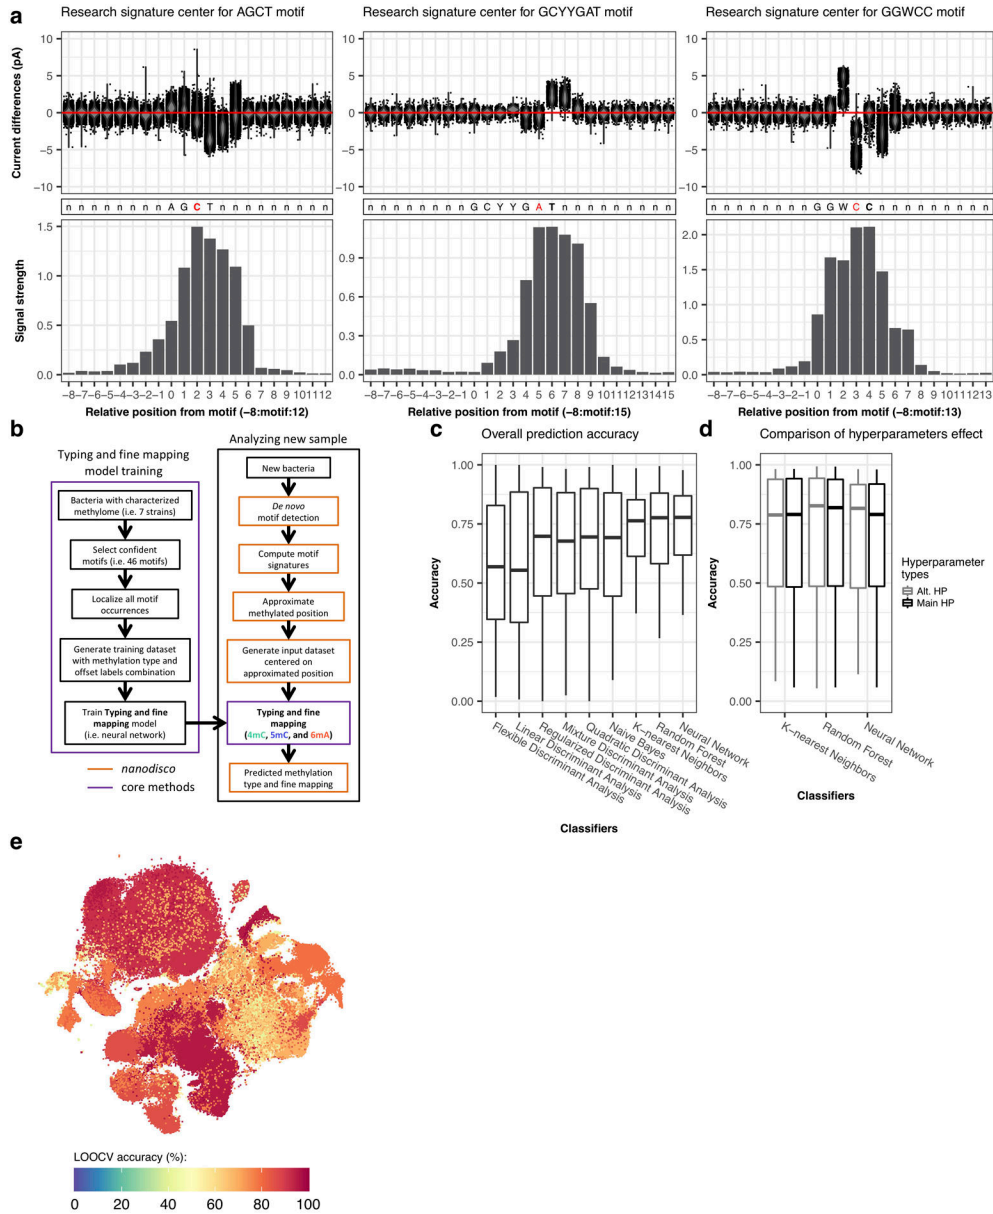 a
Research signature center for AGCT motif
Research signature center for GCYYGAT motif
Research signature center for GGWCC motif
Current differences (pA)
10
5
0
−5
−10
10
5
0
−5
−10
10
5
0
−5
−10
n n n n n n n n A G C T n n n n n n n n n
n n n n n n n n G C Y Y G A T n n n n n n n n n
n n n n n n n n G G W C C n n n n n n n n n
Signal strength
1.5
1.0
0.5
0.0
0.9
0.6
0.3
0.0
2.0
1.5
1.0
0.5
0.0
−8−7−6−5−4−3−2−1 0 1 2 3 4 5 6 7 8 9 101112
−8−7−6−5−4−3−2−1 0 1 2 3 4 5 6 7 8 9 101112131415
−8−7−6−5−4−3−2−1 0 1 2 3 4 5 6 7 8 9 10111213
Relative position from motif (−8:motif:12)
Relative position from motif (−8:motif:15)
Relative position from motif (−8:motif:13)
b
Typing and fine mapping
model training
Bacteria with characterized
methylome (i.e. 7 strains)
Select confident
motifs (i.e. 46 motifs)
Localize all motif
occurrences
Generate training dataset
with methylation type and
offset labels combination
Train Typing and fine
mapping model
(i.e. neural network)
nanodisco
core methods
Analyzing new sample
New bacteria
De novo
motif detection
Compute motif
signatures
Approximate
methylated position
Generate input dataset
centered on
approximated position
Typing and fine
mapping
(4mC, 5mC, and 6mA)
Predicted methylation
type and fine mapping
c
Overall prediction accuracy
Accuracy
1.00
0.75
0.50
0.25
0.00
Flexible Discriminant Analysis
Linear Discriminant Analysis
Regularized Discriminant Analysis
Mixture Discriminant Analysis
Quadratic Discriminant Analysis
Naive Bayes
K−nearest Neighbors
Random Forest
Neural Network
Classifiers
d
Comparison of hyperparameters effect
Accuracy
1.00
0.75
0.50
0.25
0.00
K−nearest Neighbors
Random Forest
Neural Network
Classifiers
Hyperparameter
types
Alt. HP
Main HP
e
LOOCV accuracy (%):
0 20 40 60 80 100